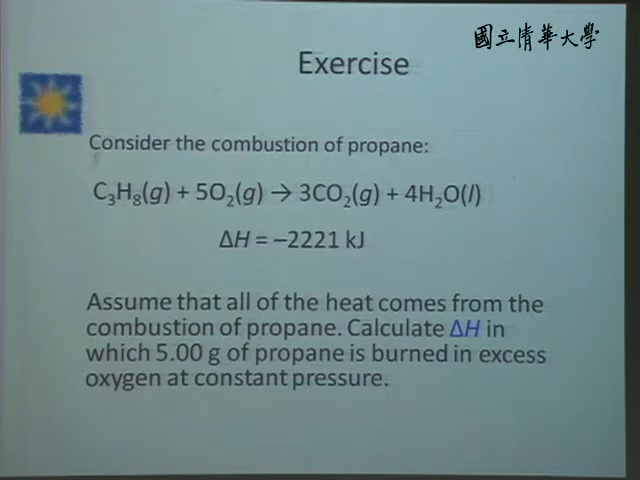 國立清華大學
Exercise
Consider the combustion of propane:
C₃H₈(g) + 5O₂(g) → 3CO₂(g) + 4H₂O(l)
ΔH = –2221 kJ
Assume that all of the heat comes from the
combustion of propane. Calculate ΔH in
which 5.00 g of propane is burned in excess
oxygen at constant pressure.